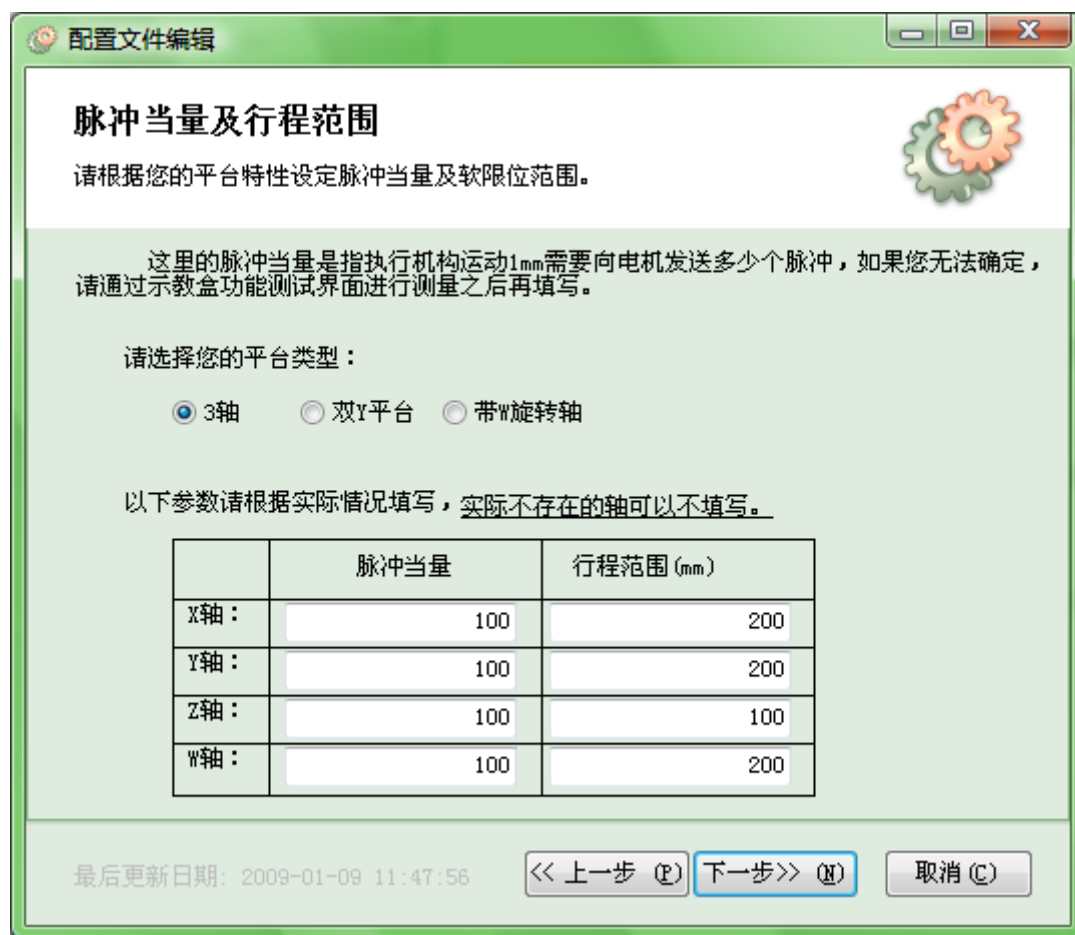 配置文件编辑
脉冲当量及行程范围
请根据您的平台特性设定脉冲当量及软限位范围。
这里的脉冲当量是指执行机构运动1mm需要向电机发送多少个脉冲，如果您无法确定，
请通过示教盒功能测试界面进行测量之后再填写。
请选择您的平台类型：
3轴 双Y平台 带W旋转轴
以下参数请根据实际情况填写，实际不存在的轴可以不填写。
脉冲当量 行程范围(mm)
X轴： 100 200
Y轴： 100 200
Z轴： 100 100
W轴： 100 200
最后更新日期: 2009-01-09 11:47:56 << 上一步 (P) 下一步>> (N) 取消(C)